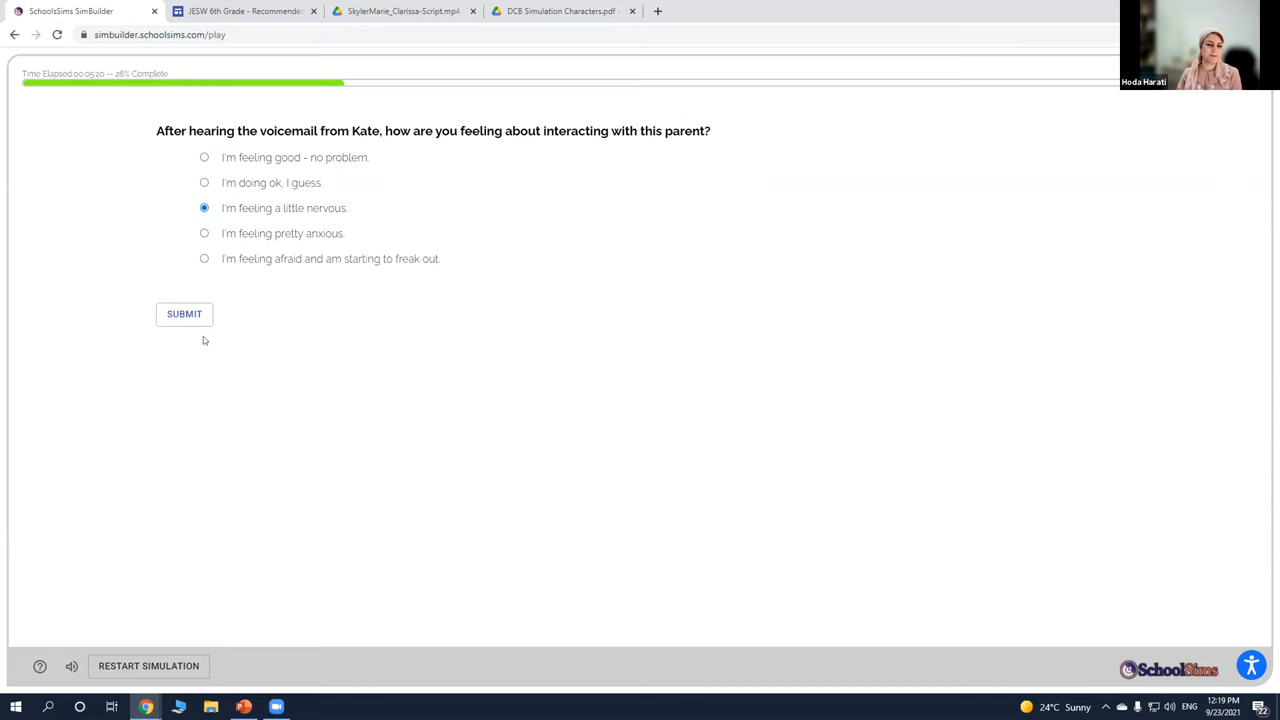 SchoolsSims SimBuilder
JESW 6th Grade - Recommended
SkylerMarie_Clarissa-Script.mp4
DCB Simulation Characters.pdf -
simbuilder.schoolsims.com/play
Hoda Harati
Time Elapsed:00:05:20 -- 26% Complete
After hearing the voicemail from Kate, how are you feeling about interacting with this parent?
I'm feeling good - no problem.
I'm doing ok, I guess.
I'm feeling a little nervous.
I'm feeling pretty anxious.
I'm feeling afraid and am starting to freak out.
SUBMIT
RESTART SIMULATION
SchoolSims
24°C Sunny
ENG
12:19 PM
9/23/2021
22